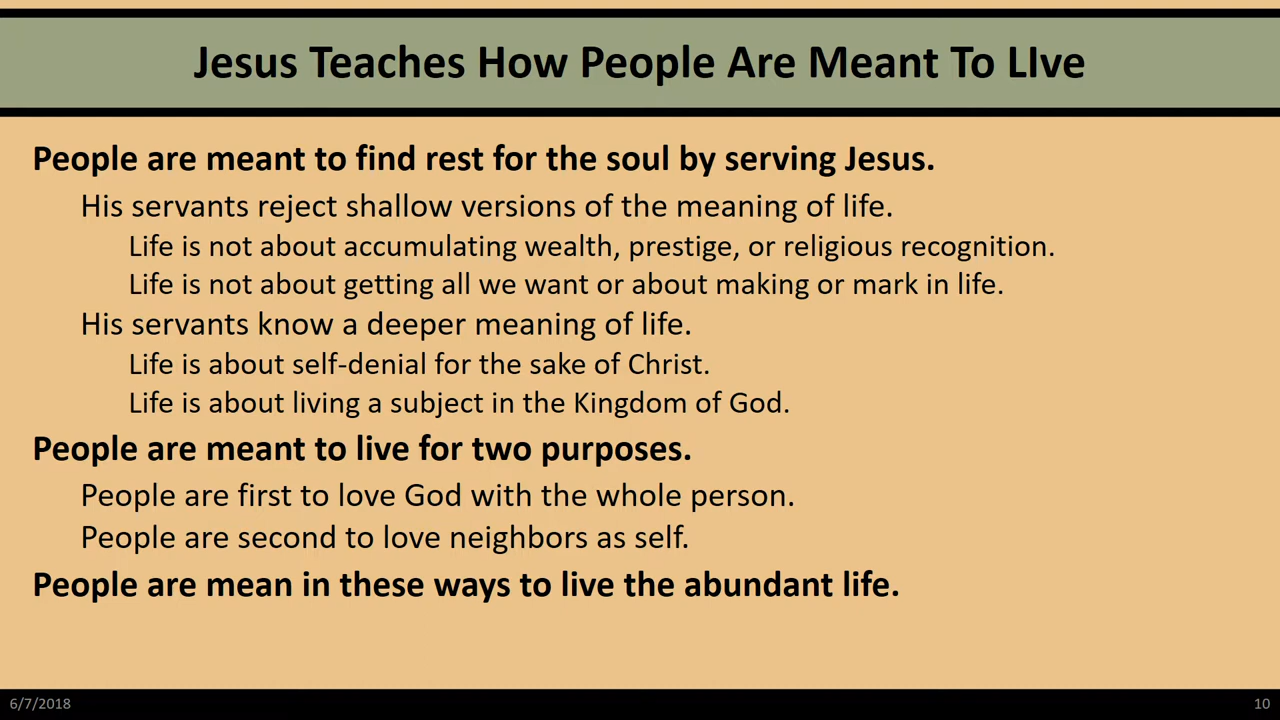 Jesus Teaches How People Are Meant To LIve
People are meant to find rest for the soul by serving Jesus.
His servants reject shallow versions of the meaning of life.
Life is not about accumulating wealth, prestige, or religious recognition.
Life is not about getting all we want or about making or mark in life.
His servants know a deeper meaning of life.
Life is about self-denial for the sake of Christ.
Life is about living a subject in the Kingdom of God.
People are meant to live for two purposes.
People are first to love God with the whole person.
People are second to love neighbors as self.
People are mean in these ways to live the abundant life.
6/7/2018
10